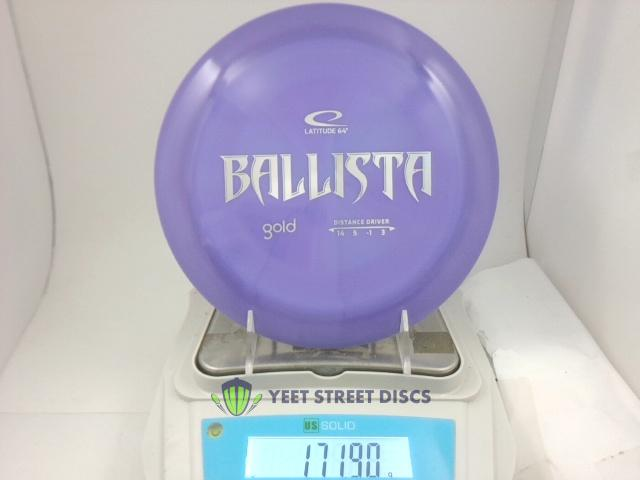 LATITUDE 64°
BALLISTA
gold
DISTANCE DRIVER
14 5 -1 3
YEET STREET DISCS
US SOLID
171.90 g